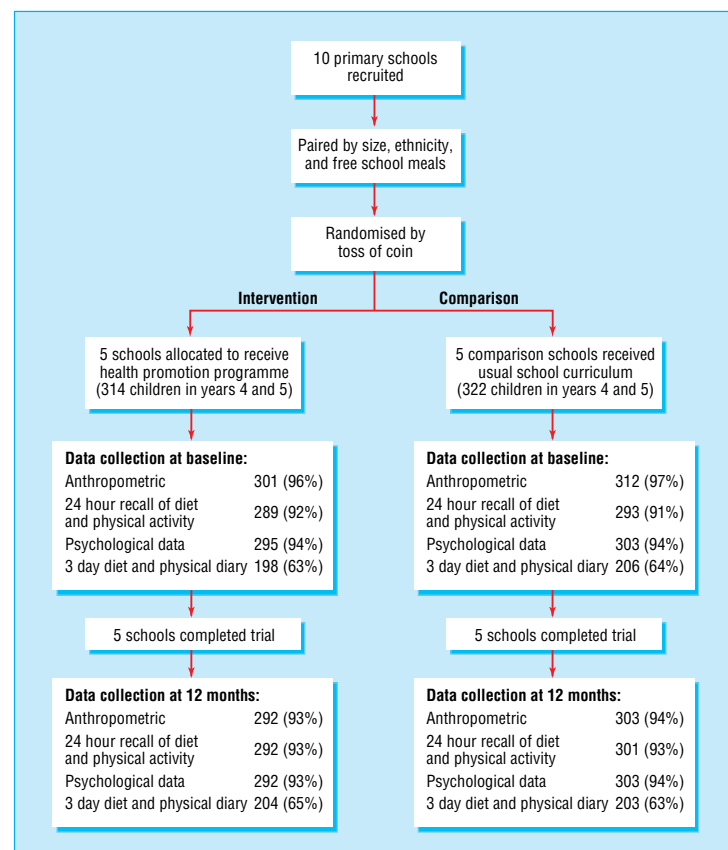 10 primary schools
recruited
Paired by size, ethnicity,
and free school meals
Randomised by
toss of coin
Intervention
Comparison
5 schools allocated to receive
health promotion programme
(314 children in years 4 and 5)
5 comparison schools received
usual school curriculum
(322 children in years 4 and 5)
Data collection at baseline:
Anthropometric 301 (96%)
24 hour recall of diet
and physical activity 289 (92%)
Psychological data 295 (94%)
3 day diet and physical diary 198 (63%)
Data collection at baseline:
Anthropometric 312 (97%)
24 hour recall of diet
and physical activity 293 (91%)
Psychological data 303 (94%)
3 day diet and physical diary 206 (64%)
5 schools completed trial
5 schools completed trial
Data collection at 12 months:
Anthropometric 292 (93%)
24 hour recall of diet
and physical activity 292 (93%)
Psychological data 292 (93%)
3 day diet and physical diary 204 (65%)
Data collection at 12 months:
Anthropometric 303 (94%)
24 hour recall of diet
and physical activity 301 (93%)
Psychological data 303 (94%)
3 day diet and physical diary 203 (63%)